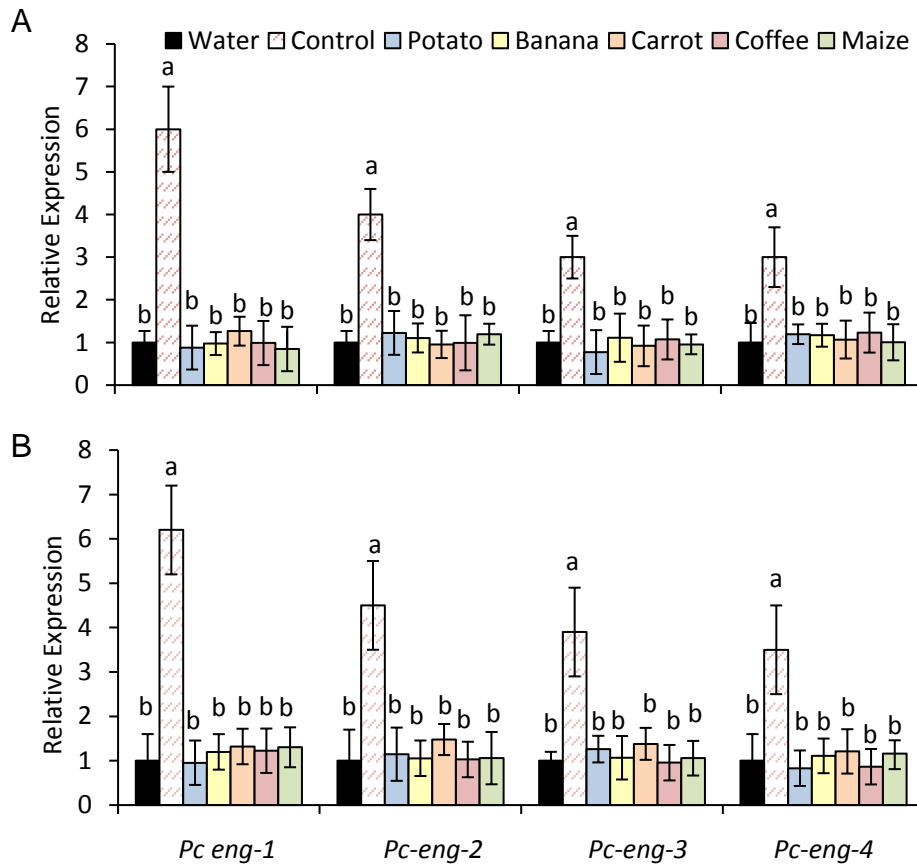 A
Water Control Potato Banana Carrot Coffee Maize
8
7
6
5
4
3
2
1
0
Relative Expression
b a b b b b b
b a b b b b b
b a b b b b b
b a b b b b b
B
8
7
6
5
4
3
2
1
0
Relative Expression
b a b b b b b
b a b b b b b
b a b b b b b
b a b b b b b
Pc eng-1 Pc-eng-2 Pc-eng-3 Pc-eng-4